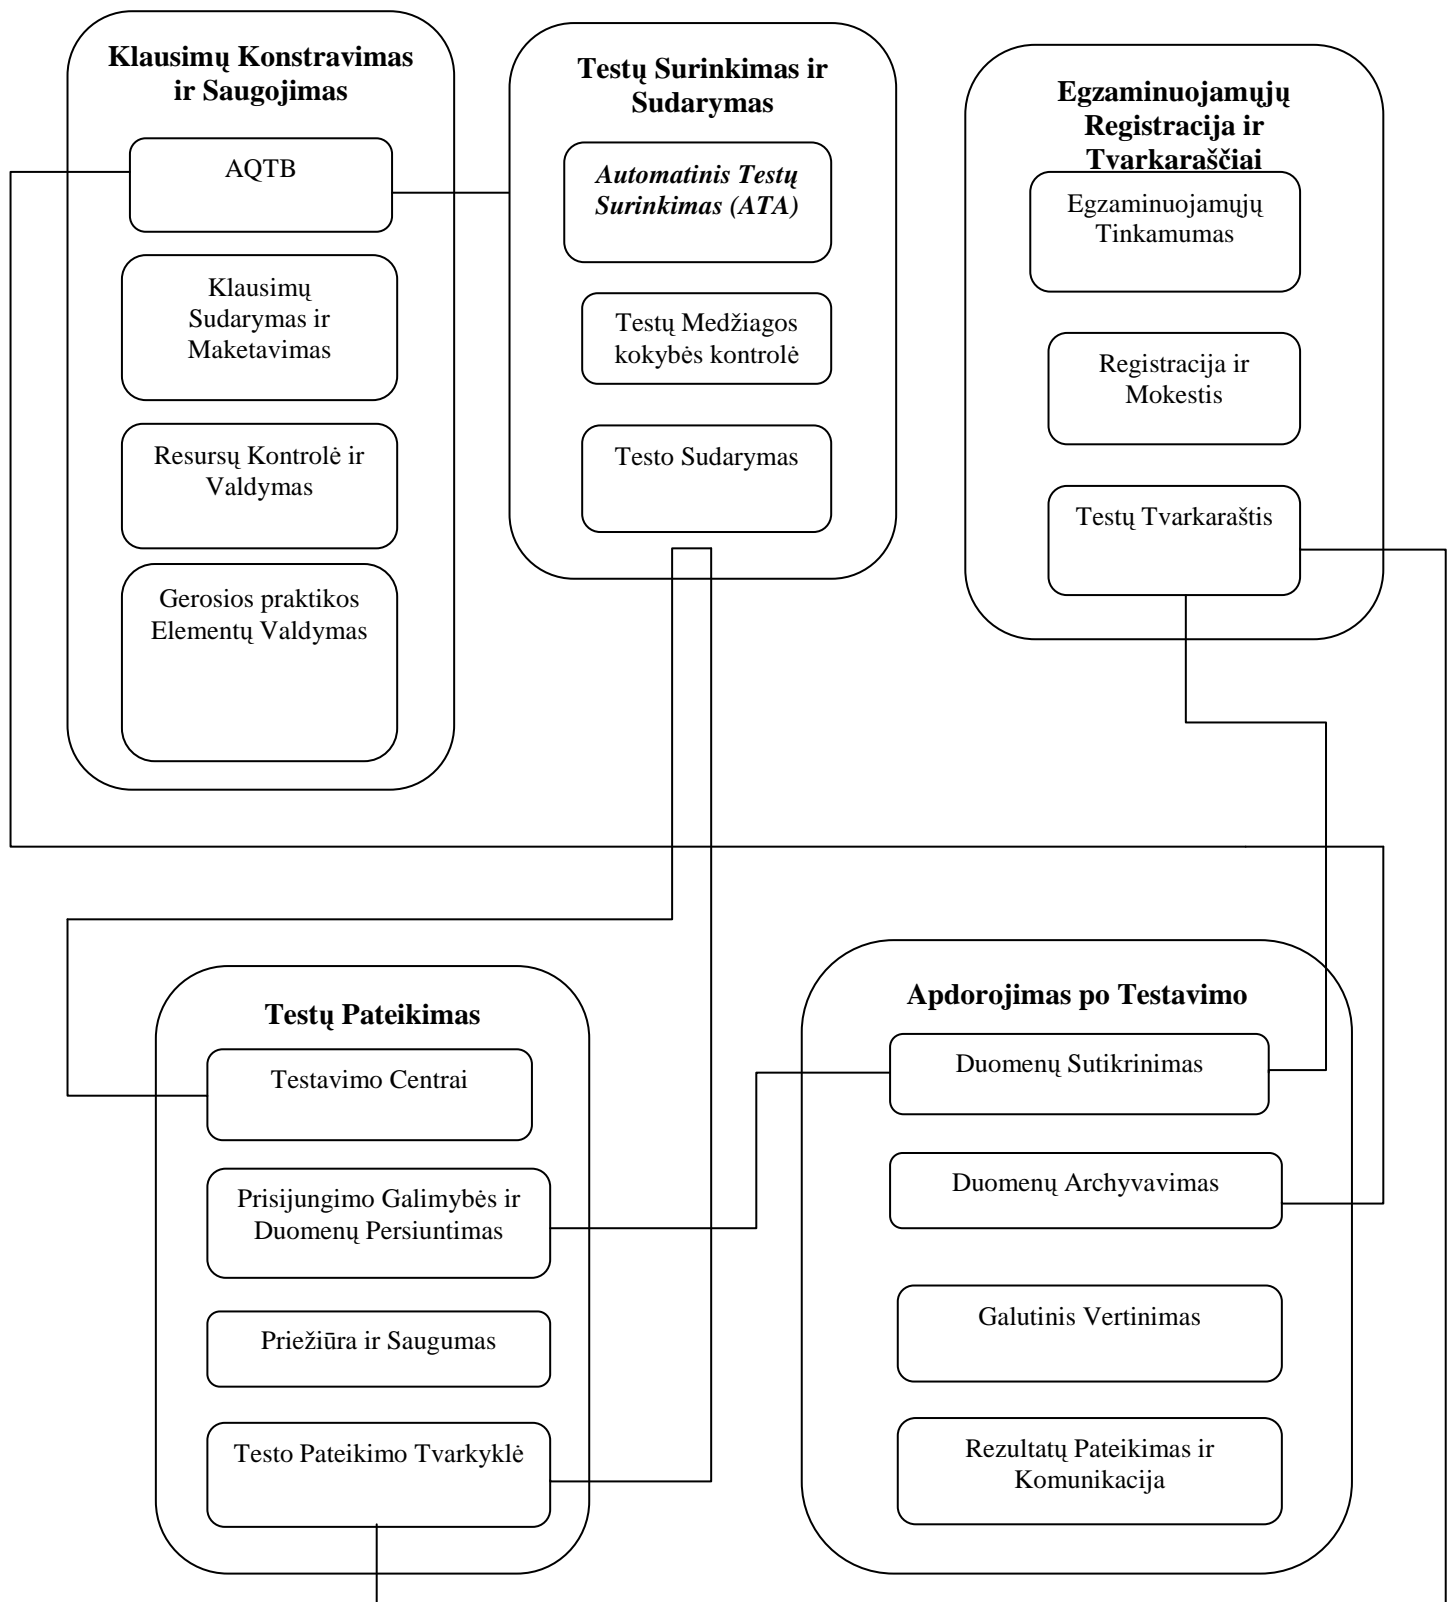 Klausimų Konstravimas
ir Saugojimas
AQTB
Klausimų
Sudarymas ir
Maketavimas
Resursų Kontrolė ir
Valdymas
Gerosios praktikos
Elementų Valdymas
Testų Surinkimas ir
Sudarymas
Automatinis Testų
Surinkimas (ATA)
Testų Medžiagos
kokybės kontrolė
Testo Sudarymas
Egzaminuojamųjų
Registracija ir
Tvarkaraščiai
Egzaminuojamųjų
Tinkamumas
Registracija ir
Mokestis
Testų Tvarkaraštis
Testų Pateikimas
Testavimo Centrai
Prisijungimo Galimybės ir
Duomenų Persiuntimas
Priežiūra ir Saugumas
Testo Pateikimo Tvarkyklė
Apdorojimas po Testavimo
Duomenų Sutikrinimas
Duomenų Archyvavimas
Galutinis Vertinimas
Rezultatų Pateikimas ir
Komunikacija